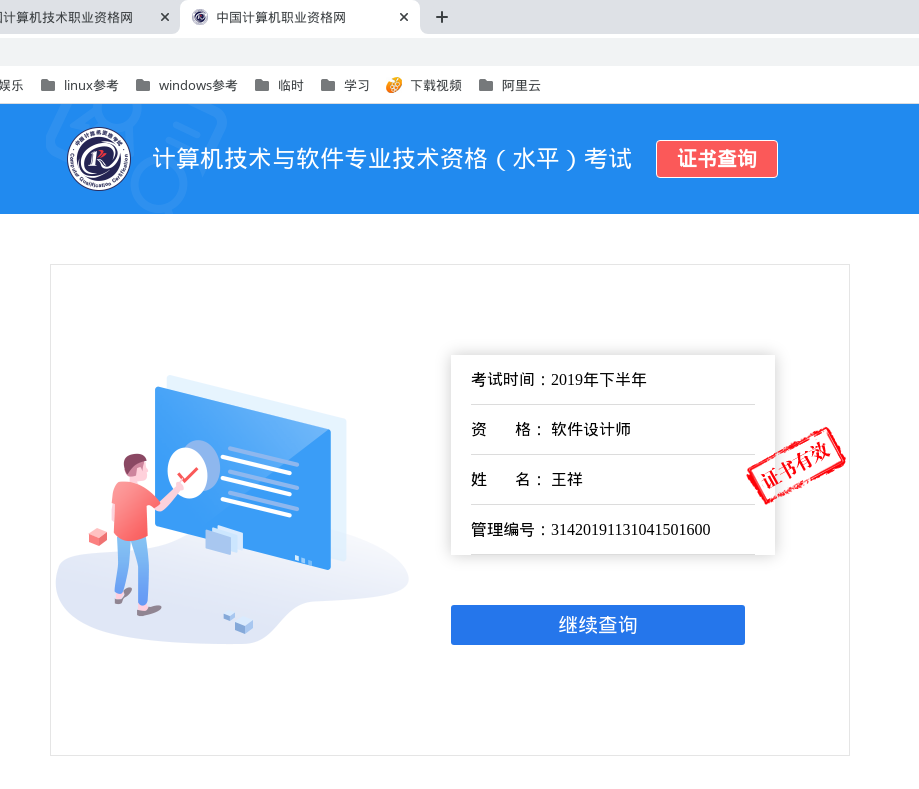 计算机技术职业资格网
中国计算机职业资格网
娱乐 linux参考 windows参考 临时 学习 下载视频 阿里云
计算机技术与软件专业技术资格（水平）考试 证书查询
考试时间：2019年下半年
资 格： 软件设计师
姓 名： 王祥
管理编号：31420191131041501600
证书有效
继续查询